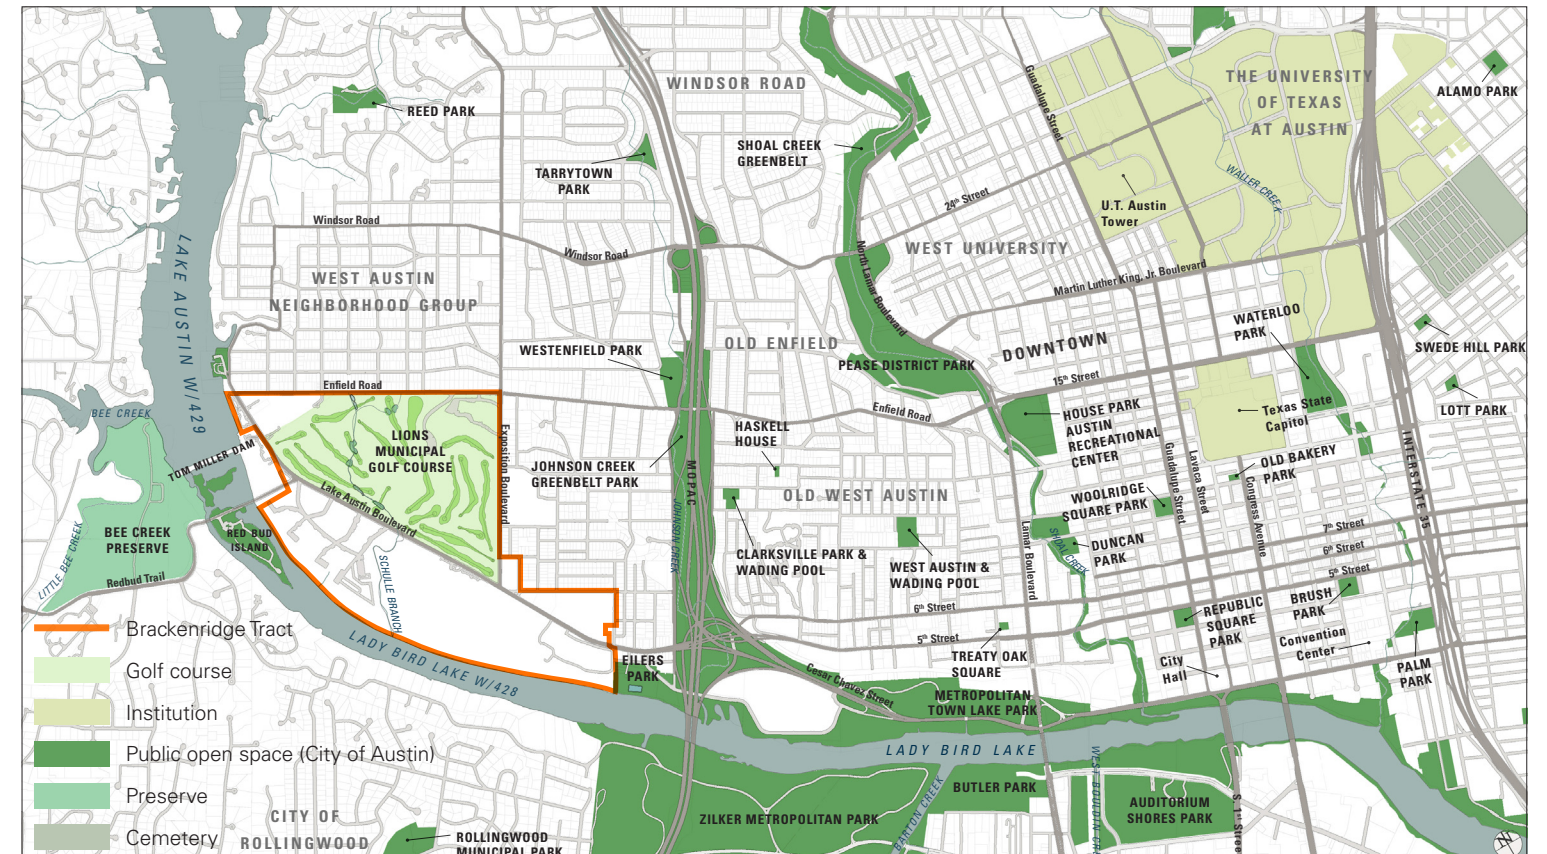 WINDSOR ROAD
THE UNIVERSITY
OF TEXAS
AT AUSTIN
ALAMO PARK
REED PARK
Guadalupe Street
SHOAL CREEK
GREENBELT
TARRYTOWN
PARK
WALLER CREEK
U.T. Austin
Tower
24th Street
Windsor Road
Windsor Road
WEST UNIVERSITY
LAKE AUSTIN W/429
WEST AUSTIN
NEIGHBORHOOD GROUP
North Lamar Boulevard
Martin Luther King, Jr. Boulevard
WATERLOO
PARK
WESTENFIELD PARK
OLD ENFIELD
DOWNTOWN
SWEDE HILL PARK
PEASE DISTRICT PARK
15th Street
Enfield Road
Enfield Road
BEE CREEK
HOUSE PARK
AUSTIN
RECREATIONAL
CENTER
Texas State
Capitol
LOTT PARK
LIONS
MUNICIPAL
GOLF COURSE
Exposition Boulevard
HASKELL
HOUSE
TOM MILLER DAM
JOHNSON CREEK
GREENBELT PARK
MOPAC
OLD WEST AUSTIN
OLD BAKERY
PARK
INTERSTATE 35
Lake Austin Boulevard
WOOLRIDGE
SQUARE PARK
Guadalupe Street
Lavaca Street
Congress Avenue
BEE CREEK
PRESERVE
RED BUD
ISLAND
JOHNSON CREEK
CLARKSVILLE PARK &
WADING POOL
WEST AUSTIN &
WADING POOL
Lamar Boulevard
SHOAL CREEK
DUNCAN
PARK
7th Street
6th Street
5th Street
LITTLE BEE CREEK
Redbud Trail
SCHULLE BRANCH
6th Street
REPUBLIC
SQUARE
PARK
BRUSH
PARK
Brackenridge Tract
LADY BIRD LAKE W/428
5th Street
Convention
Center
EILERS
PARK
TREATY OAK
SQUARE
City
Hall
PALM
PARK
Golf course
Cesar Chavez Street
METROPOLITAN
TOWN LAKE PARK
Institution
Public open space (City of Austin)
LADY BIRD LAKE
Preserve
BUTLER PARK
AUDITORIUM
SHORES PARK
CITY OF
ROLLINGWOOD
ZILKER METROPOLITAN PARK
BARTON CREEK
WEST BOULDIN
S. 1st Stree
Cemetery
ROLLINGWOOD
MUNICIPAL PARK
N